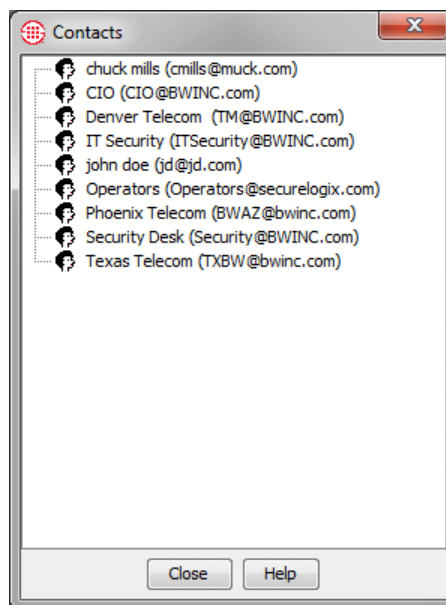 Contacts
chuck mills (cmills@muck.com)
CIO (CIO@BWINC.com)
Denver Telecom (TM@BWINC.com)
IT Security (ITSecurity@BWINC.com)
john doe (jd@jd.com)
Operators (Operators@securelogix.com)
Phoenix Telecom (BWAZ@bwinc.com)
Security Desk (Security@BWINC.com)
Texas Telecom (TXBW@bwinc.com)
Close Help